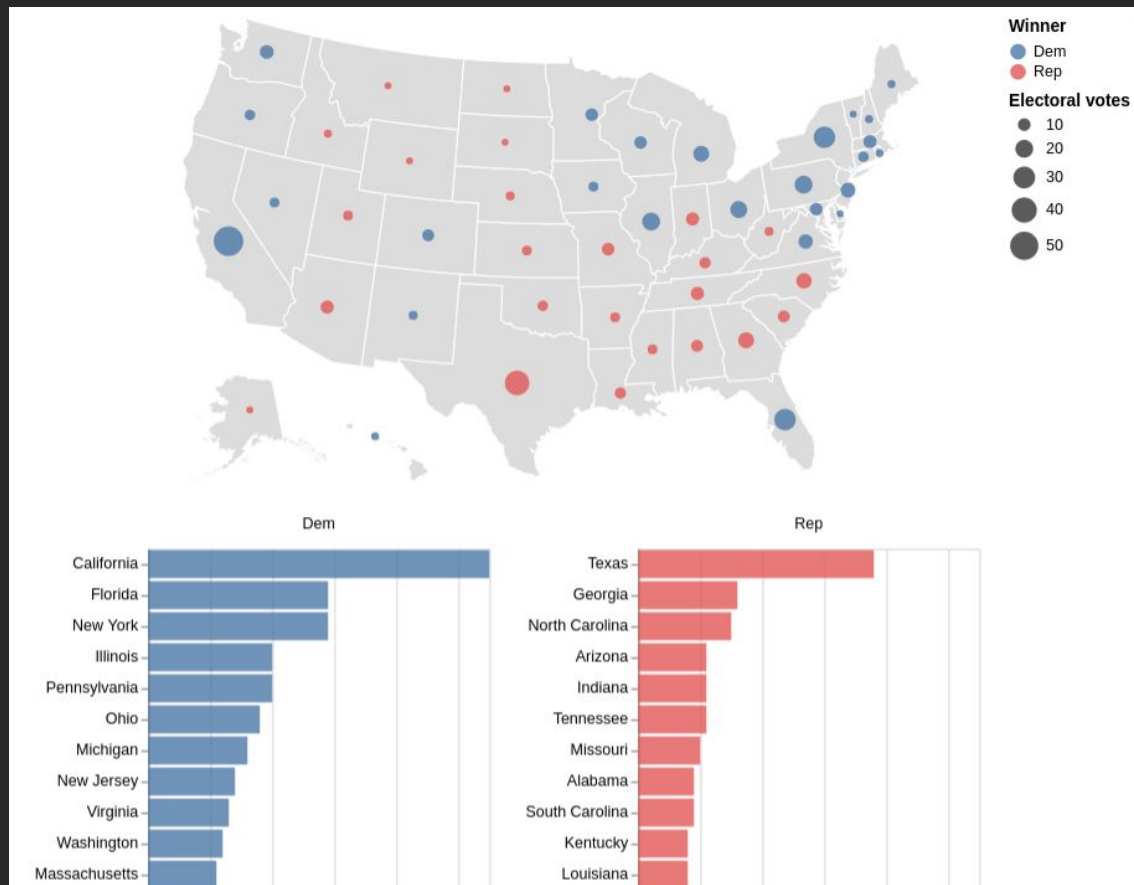 Winner
Dem
Rep
Electoral votes
10
20
30
40
50
Dem
California
Florida
New York
Illinois
Pennsylvania
Ohio
Michigan
New Jersey
Virginia
Washington
Massachusetts
Rep
Texas
Georgia
North Carolina
Arizona
Indiana
Tennessee
Missouri
Alabama
South Carolina
Kentucky
Louisiana